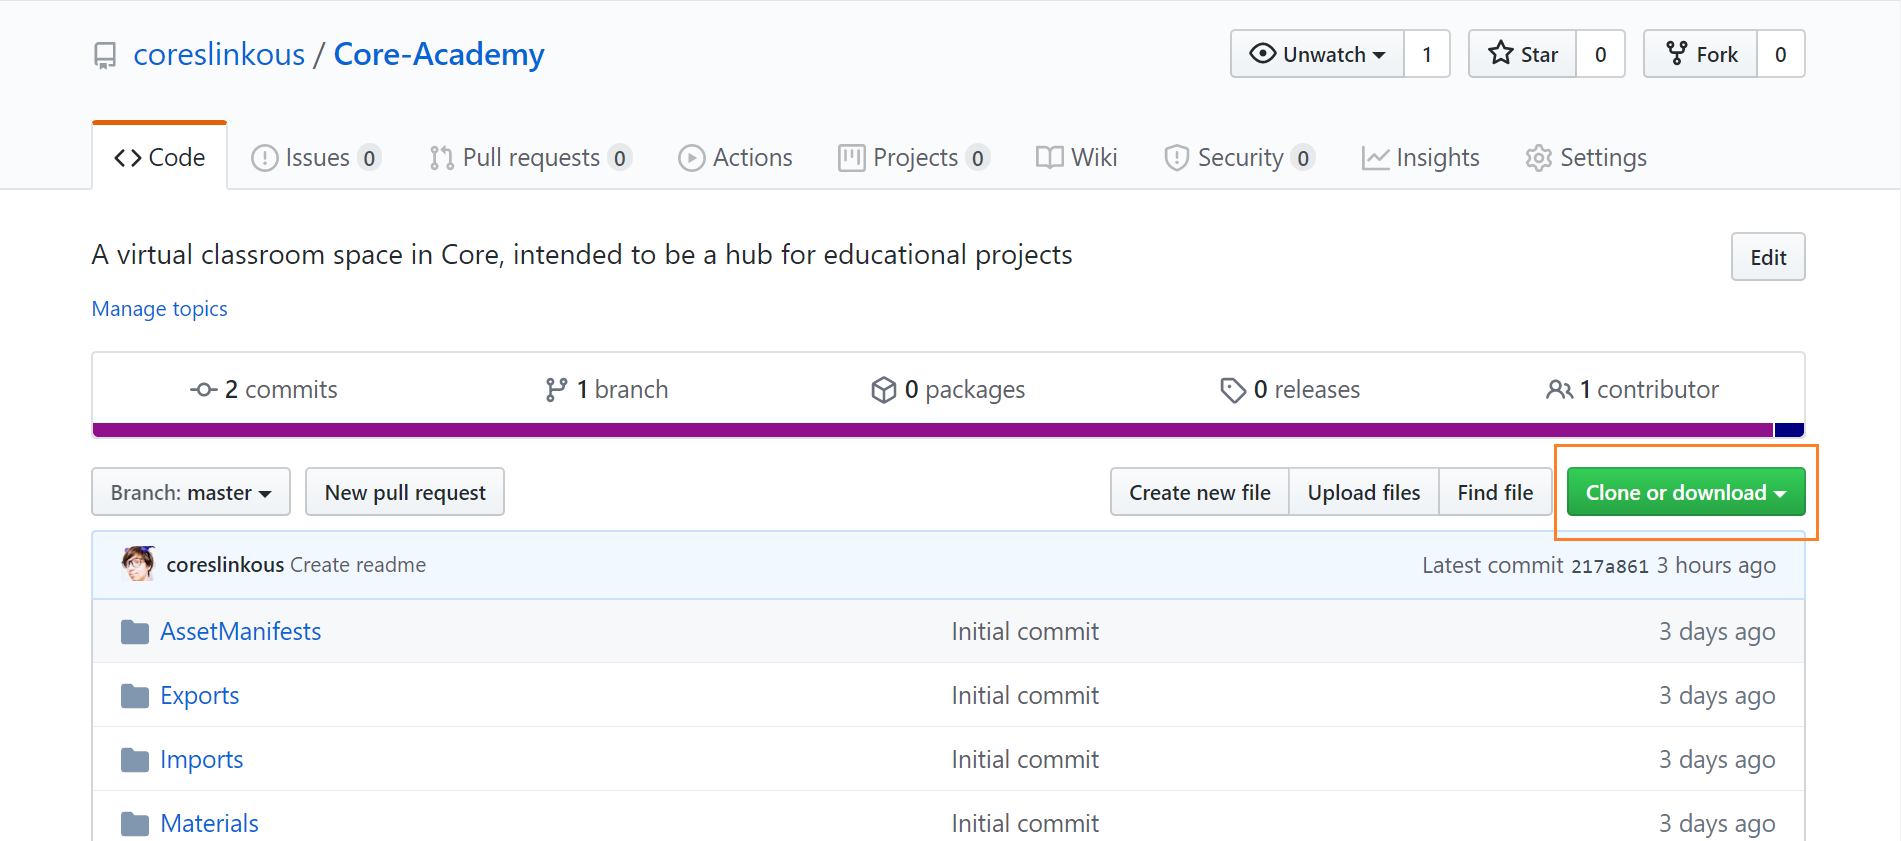 coreslinkous / Core-Academy
Unwatch 1 Star 0 Fork 0
Code Issues 0 Pull requests 0 Actions Projects 0 Wiki Security 0 Insights Settings
A virtual classroom space in Core, intended to be a hub for educational projects
Edit
Manage topics
2 commits 1 branch 0 packages 0 releases 1 contributor
Branch: master New pull request Create new file Upload files Find file Clone or download
coreslinkous Create readme Latest commit 217a861 3 hours ago
AssetManifests Initial commit 3 days ago
Exports Initial commit 3 days ago
Imports Initial commit 3 days ago
Materials Initial commit 3 days ago